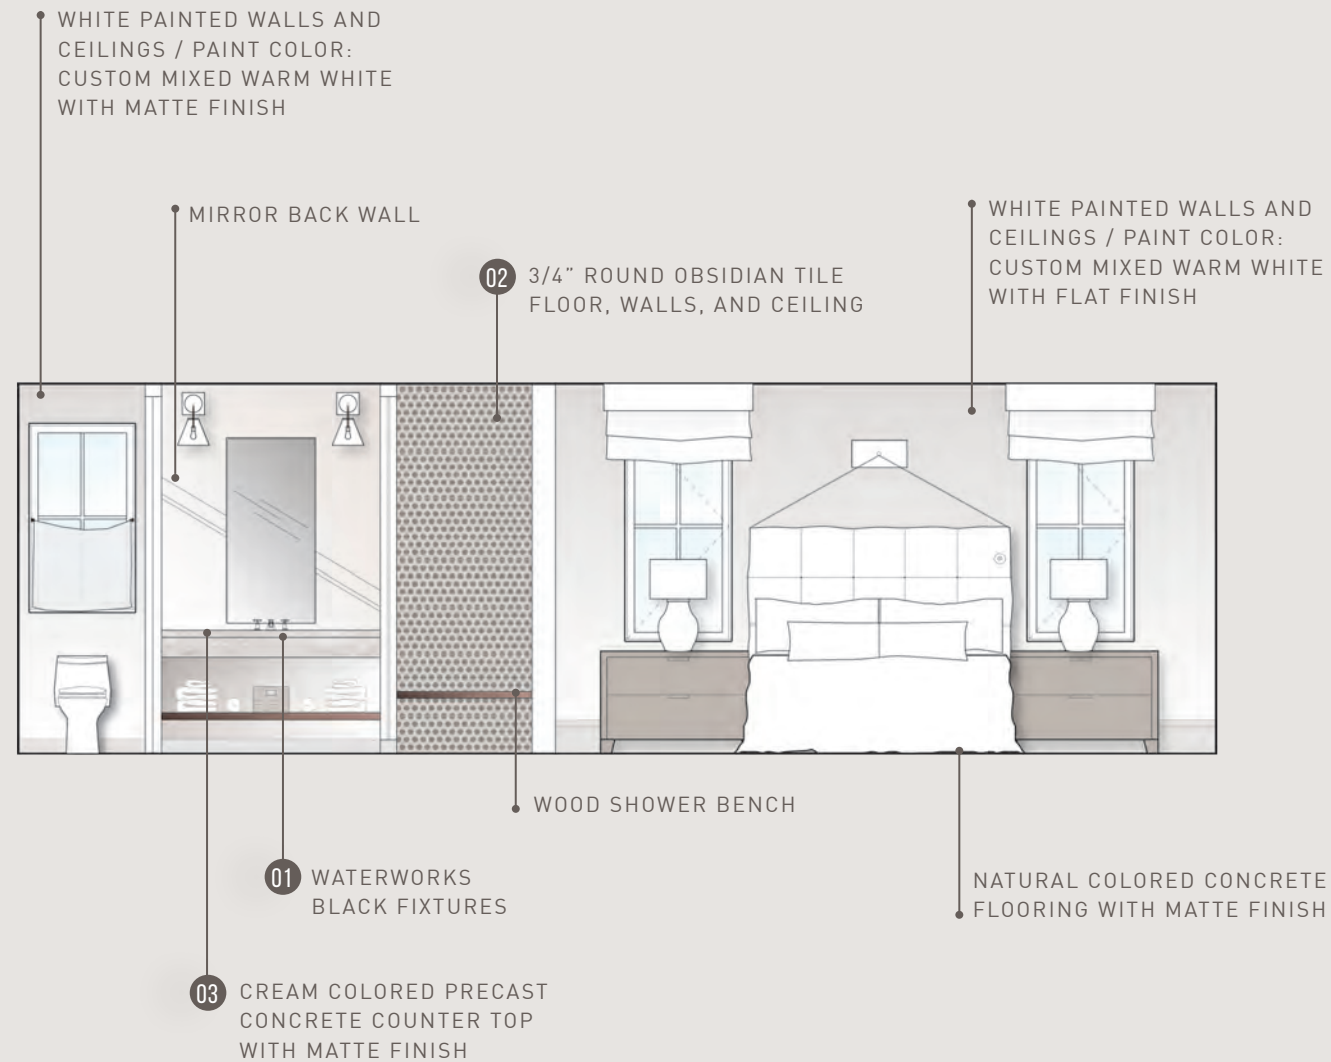 WHITE PAINTED WALLS AND
CEILINGS / PAINT COLOR:
CUSTOM MIXED WARM WHITE
WITH MATTE FINISH
MIRROR BACK WALL
WHITE PAINTED WALLS AND
CEILINGS / PAINT COLOR:
CUSTOM MIXED WARM WHITE
WITH FLAT FINISH
02 3/4” ROUND OBSIDIAN TILE
FLOOR, WALLS, AND CEILING
WOOD SHOWER BENCH
01 WATERWORKS
BLACK FIXTURES
NATURAL COLORED CONCRETE
FLOORING WITH MATTE FINISH
03 CREAM COLORED PRECAST
CONCRETE COUNTER TOP
WITH MATTE FINISH